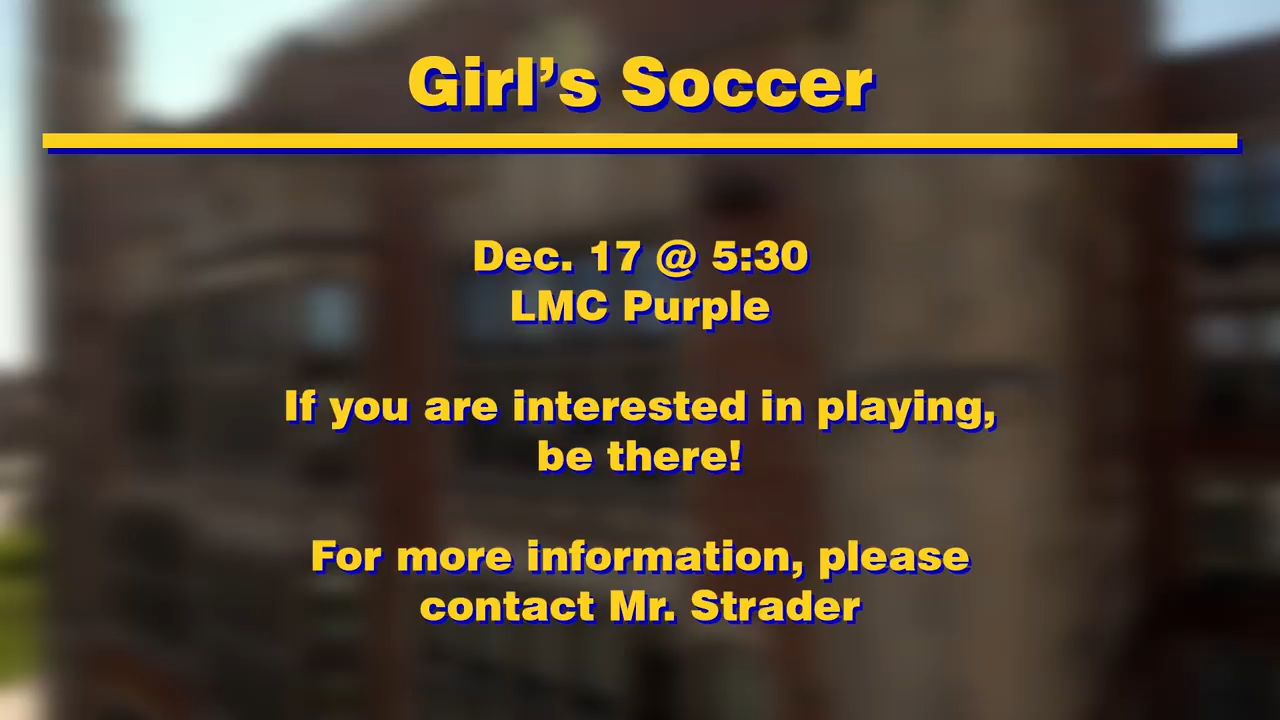 Girl’s Soccer
Dec. 17 @ 5:30
LMC Purple
If you are interested in playing,
be there!
For more information, please
contact Mr. Strader